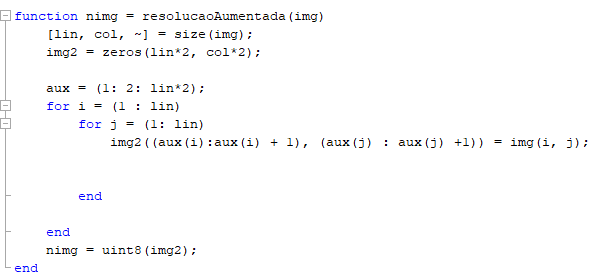 function nimg = resolucaoAumentada(img)
    [lin, col, ~] = size(img);
    img2 = zeros(lin*2, col*2);
    aux = (1: 2: lin*2);
    for i = (1 : lin)
        for j = (1: lin)
            img2((aux(i):aux(i) + 1), (aux(j) : aux(j) +1)) = img(i, j);
        end
    end
    nimg = uint8(img2);
end